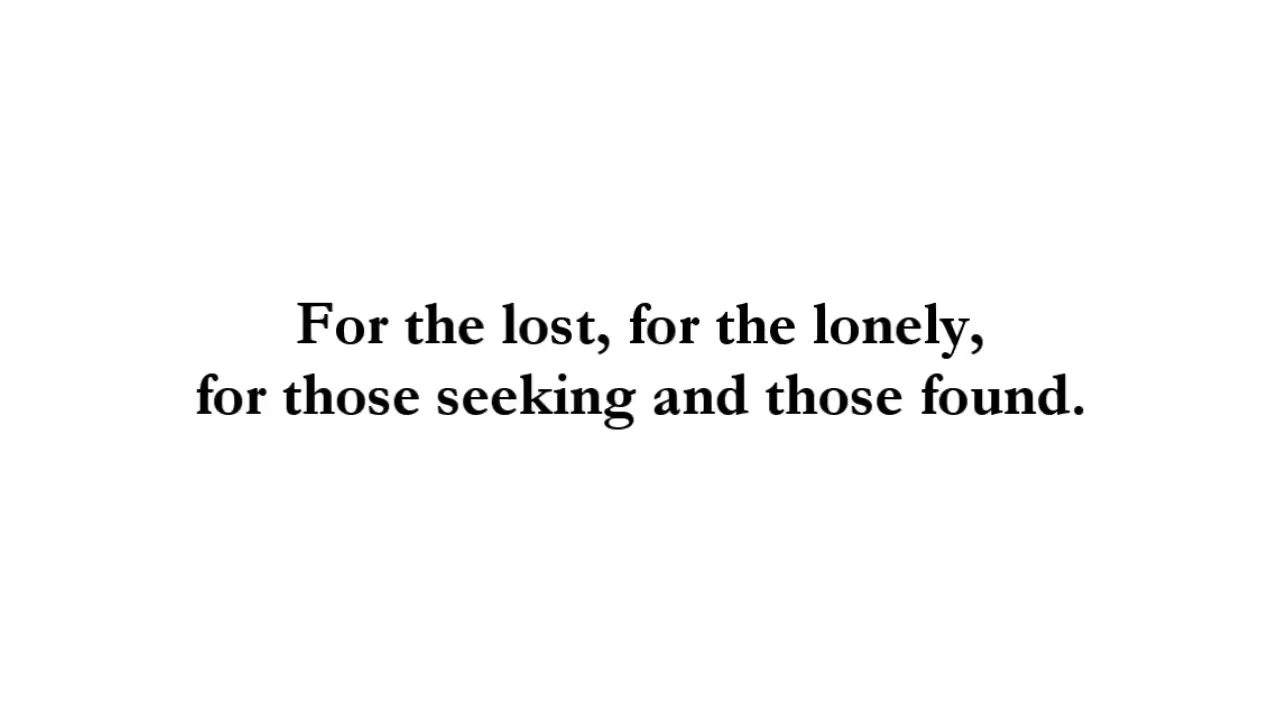 For the lost, for the lonely,
for those seeking and those found.